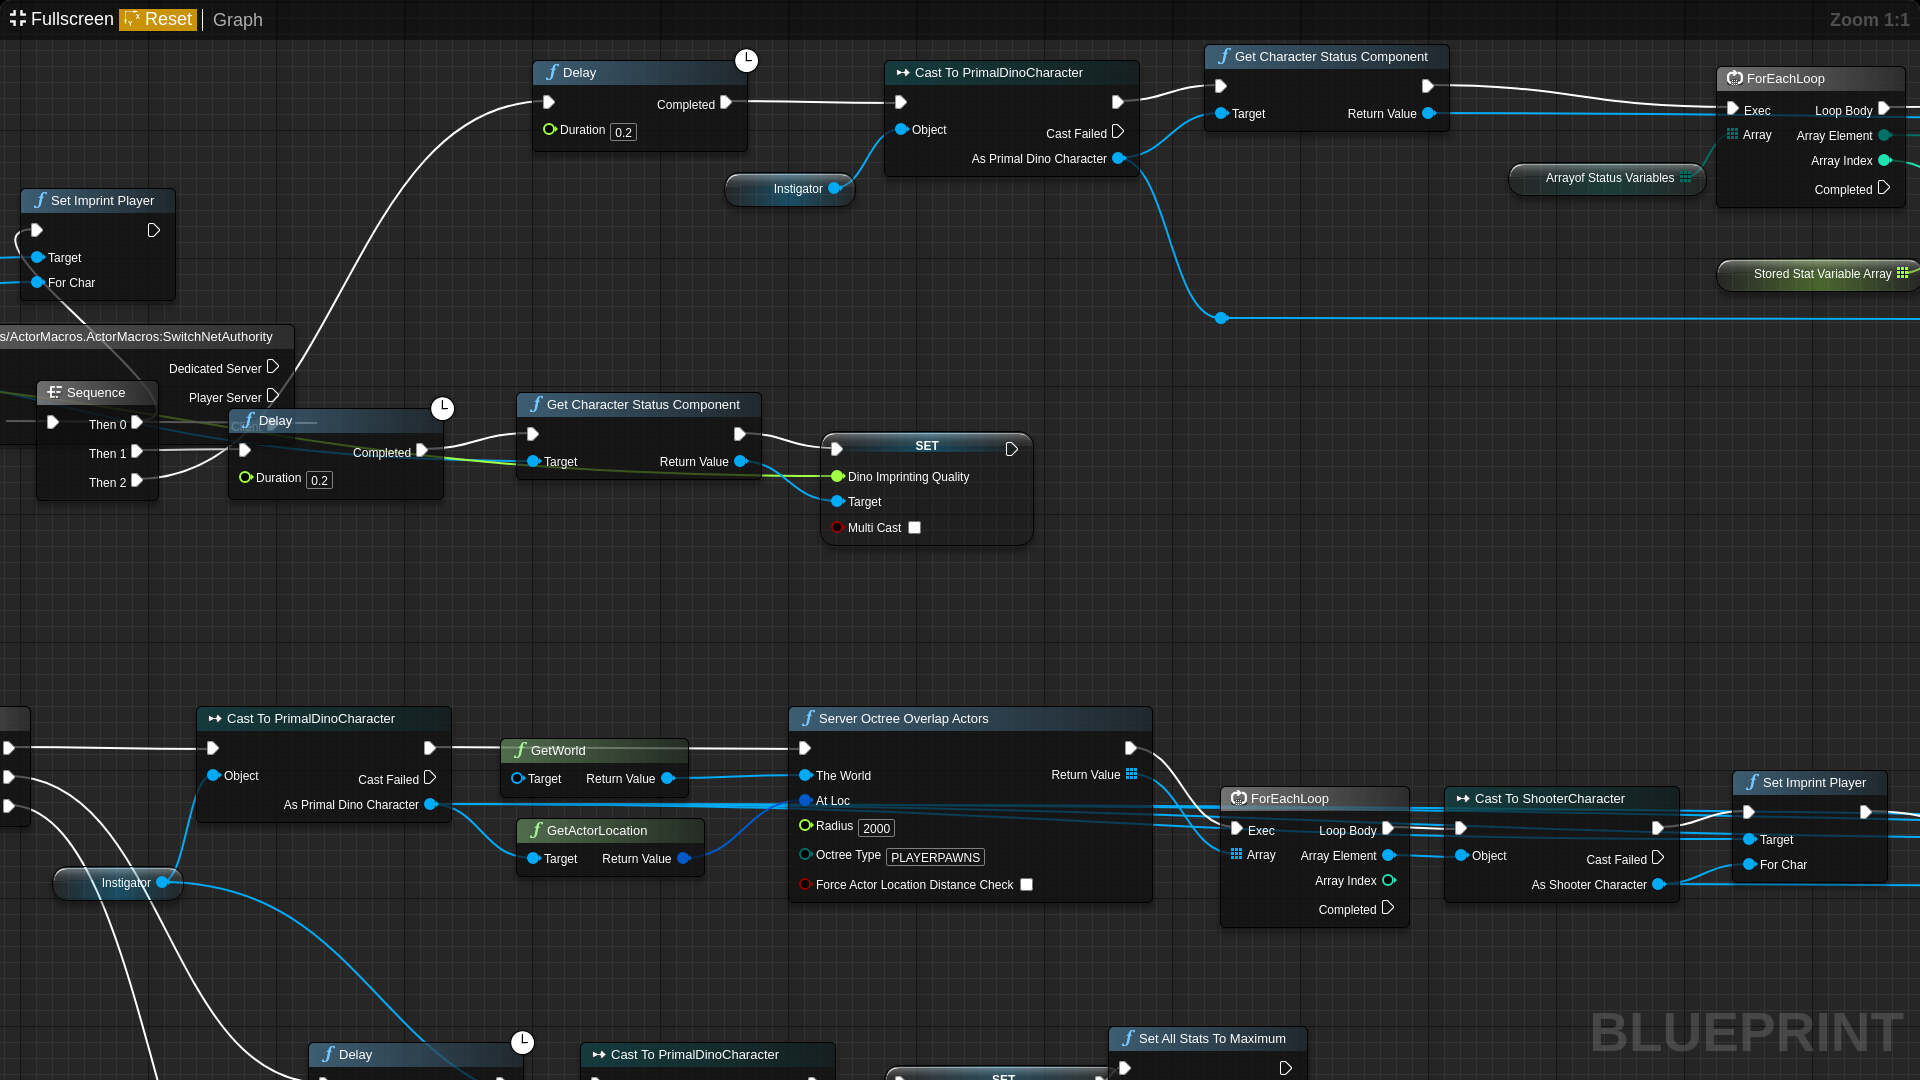 Fullscreen Reset Graph
Zoom 1:1
Delay
Completed
Duration 0.2
Instigator
Cast To PrimalDinoCharacter
Object
Cast Failed
As Primal Dino Character
Get Character Status Component
Target
Return Value
ForEachLoop
Exec
Loop Body
Array
Array Element
Array Index
Completed
Arrayof Status Variables
Stored Stat Variable Array
Set Imprint Player
Target
For Char
s/ActorMacros.ActorMacros:SwitchNetAuthority
Dedicated Server
Player Server
Client
Sequence
Then 0
Then 1
Then 2
Delay
Completed
Duration 0.2
Get Character Status Component
Target
Return Value
SET
Dino Imprinting Quality
Target
Multi Cast
Cast To PrimalDinoCharacter
Object
Cast Failed
As Primal Dino Character
Instigator
GetWorld
Target
Return Value
GetActorLocation
Target
Return Value
Server Octree Overlap Actors
The World
Return Value
At Loc
Radius 2000
Octree Type PLAYERPAWNS
Force Actor Location Distance Check
ForEachLoop
Exec
Loop Body
Array
Array Element
Array Index
Completed
Cast To ShooterCharacter
Object
Cast Failed
As Shooter Character
Set Imprint Player
Target
For Char
Delay
Cast To PrimalDinoCharacter
SET
Set All Stats To Maximum
BLUEPRINT